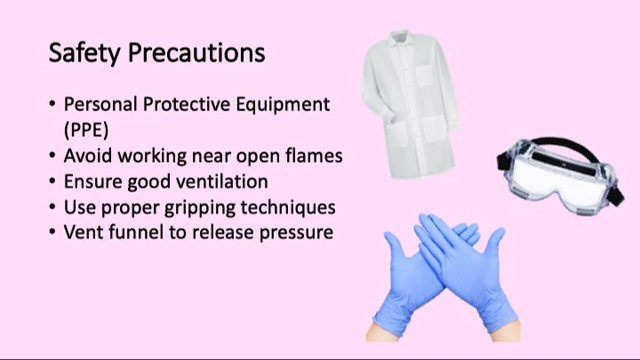 Safety Precautions
• Personal Protective Equipment
(PPE)
• Avoid working near open flames
• Ensure good ventilation
• Use proper gripping techniques
• Vent funnel to release pressure